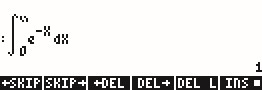 :∫₀^∞ e^-X dX
1
←SKIP SKIP→ ←DEL DEL→ DEL L INS ■